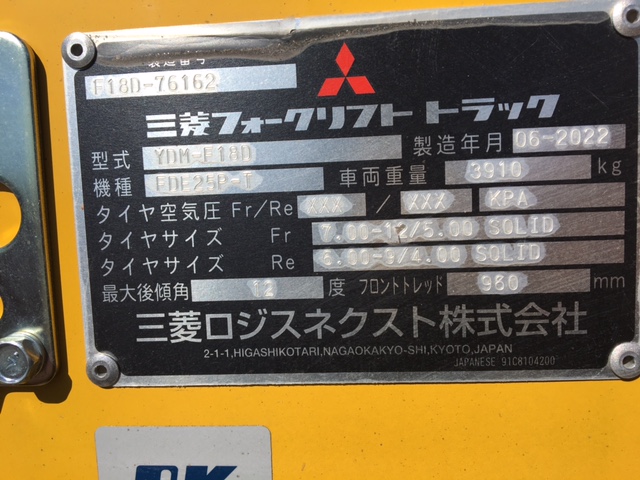 製造番号
F18D-76162
三菱フォークリフト トラック
型式 YDM-F18D 製造年月 06-2022
機種 FDE25P-T 車両重量 3910 kg
タイヤ空気圧 Fr/Re XXX / XXX KPA
タイヤサイズ Fr 7.00-12/5.00 SOLID
タイヤサイズ Re 6.00-9/4.00 SOLID
最大後傾角 12 度 フロントトレッド 960 mm
三菱ロジスネクスト株式会社
2-1-1,HIGASHIKOTARI,NAGAOKAKYO-SHI,KYOTO,JAPAN
JAPANESE 91C8104200